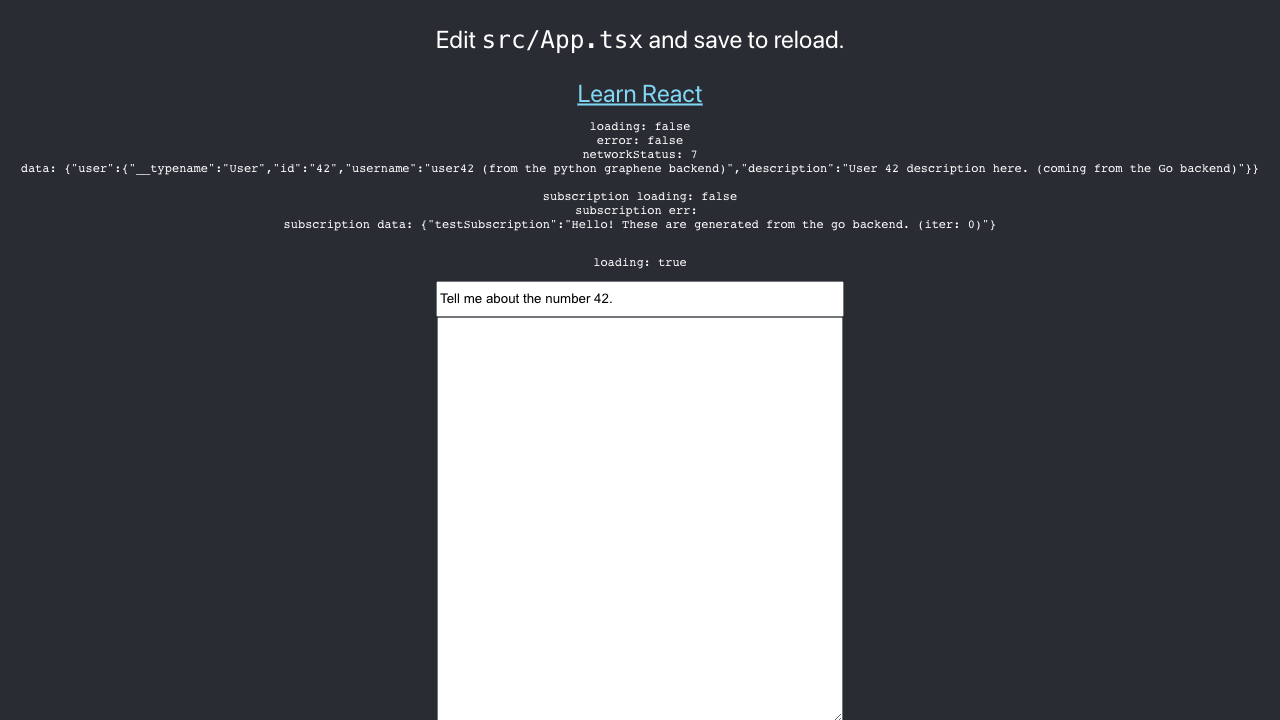 Edit src/App.tsx and save to reload.
Learn React
loading: false
error: false
networkStatus: 7
data: {"user":{"__typename":"User","id":"42","username":"user42 (from the python graphene backend)","description":"User 42 description here. (coming from the Go backend)"}}
subscription loading: false
subscription err:
subscription data: {"testSubscription":"Hello! These are generated from the go backend. (iter: 0)"}
loading: true
Tell me about the number 42.